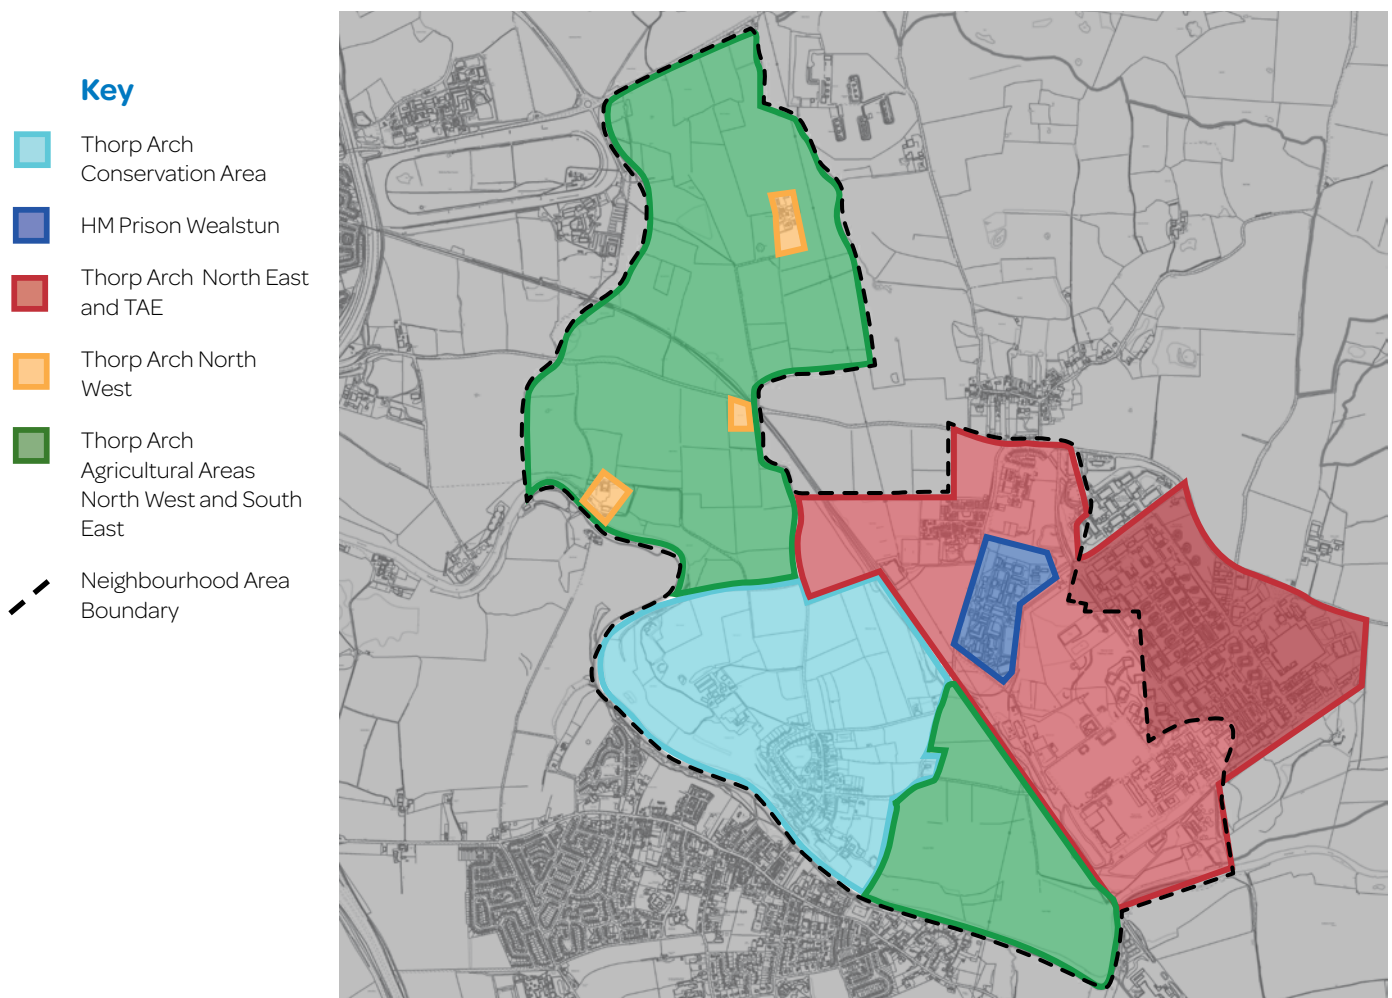 Key
Thorp Arch
Conservation Area
HM Prison Wealstun
Thorp Arch North East
and TAE
Thorp Arch North
West
Thorp Arch
Agricultural Areas
North West and South
East
Neighbourhood Area
Boundary